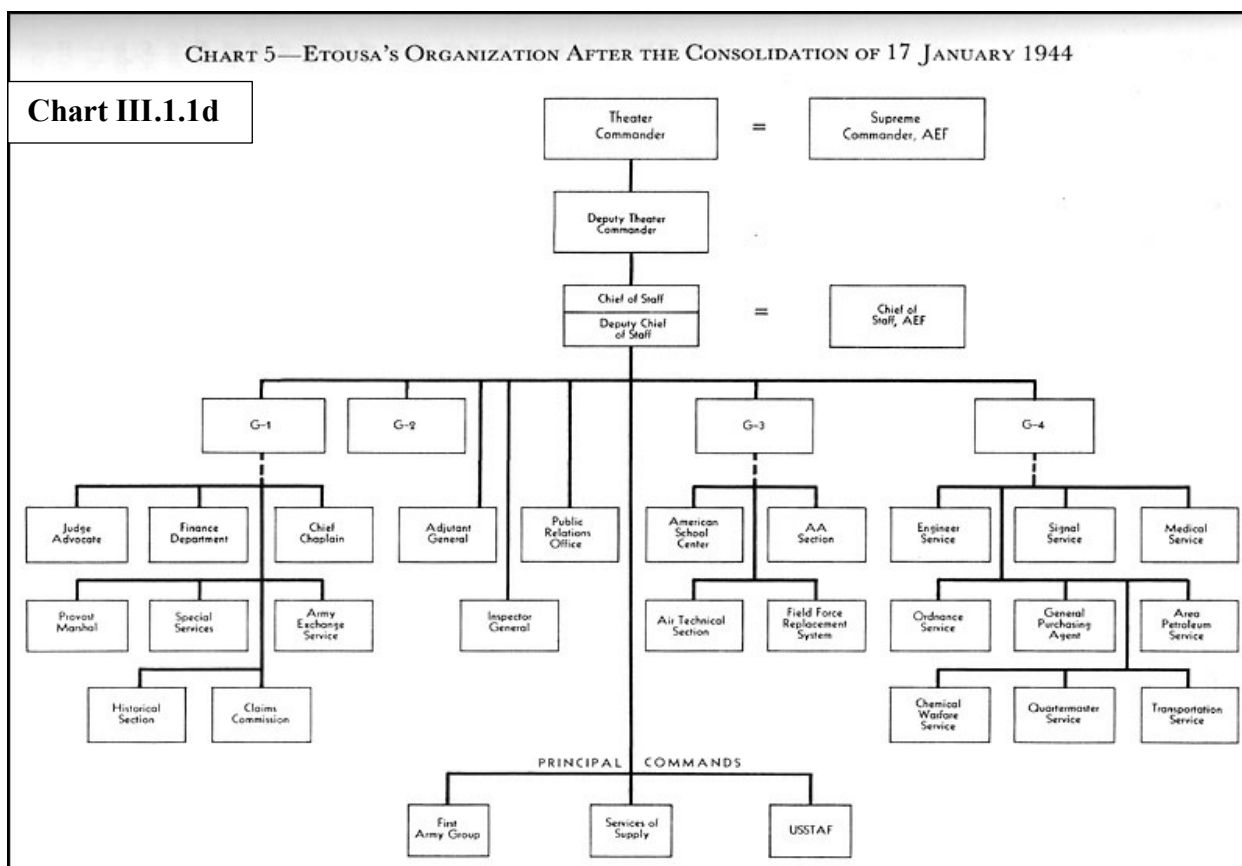 CHART 5—ETOUSA'S ORGANIZATION AFTER THE CONSOLIDATION OF 17 JANUARY 1944
Chart III.1.1d
Theater
Commander
=
Supreme
Commander, AEF
Deputy Theater
Commander
Chief of Staff
Deputy Chief
of Staff
=
Chief of
Staff, AEF
G-1
G-2
G-3
G-4
Judge
Advocate
Finance
Department
Chief
Chaplain
Adjutant
General
Public
Relations
Office
American
School
Center
AA
Section
Engineer
Service
Signal
Service
Medical
Service
Provost
Marshal
Special
Services
Army
Exchange
Service
Inspector
General
Air Technical
Section
Field Force
Replacement
System
Ordnance
Service
General
Purchasing
Agent
Area
Petroleum
Service
Historical
Section
Claims
Commission
Chemical
Warfare
Service
Quartermaster
Service
Transportation
Service
PRINCIPAL COMMANDS
First
Army Group
Services of
Supply
USSTAF